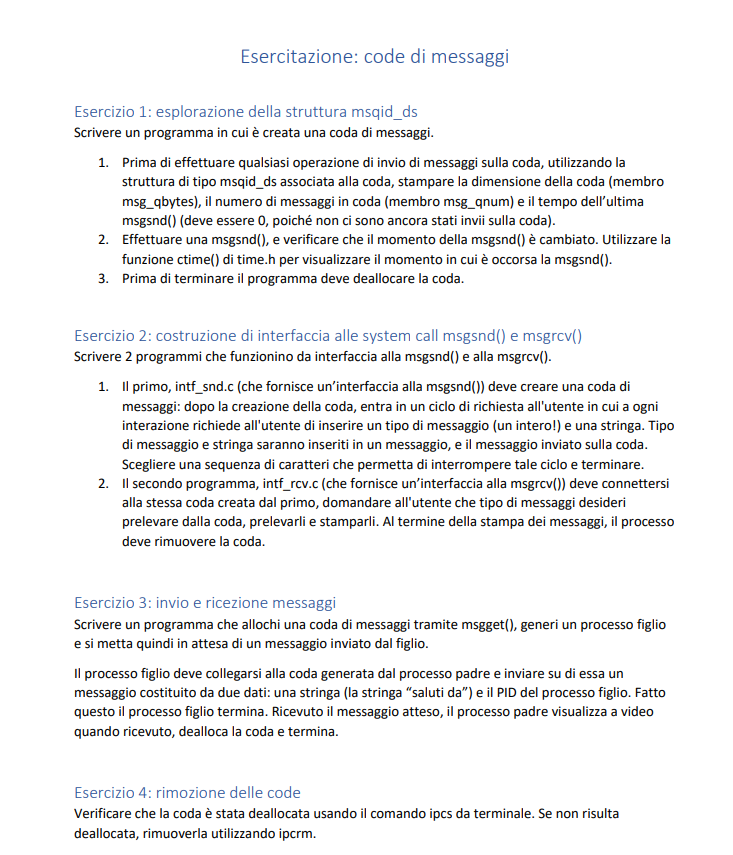 Esercitazione: code di messaggi
Esercizio 1: esplorazione della struttura msqid_ds
Scrivere un programma in cui è creata una coda di messaggi.
1. Prima di effettuare qualsiasi operazione di invio di messaggi sulla coda, utilizzando la
struttura di tipo msqid_ds associata alla coda, stampare la dimensione della coda (membro
msg_qbytes), il numero di messaggi in coda (membro msg_qnum) e il tempo dell’ultima
msgsnd() (deve essere 0, poiché non ci sono ancora stati invii sulla coda).
2. Effettuare una msgsnd(), e verificare che il momento della msgsnd() è cambiato. Utilizzare la
funzione ctime() di time.h per visualizzare il momento in cui è occorsa la msgsnd().
3. Prima di terminare il programma deve deallocare la coda.
Esercizio 2: costruzione di interfaccia alle system call msgsnd() e msgrcv()
Scrivere 2 programmi che funzionino da interfaccia alla msgsnd() e alla msgrcv().
1. Il primo, intf_snd.c (che fornisce un’interfaccia alla msgsnd()) deve creare una coda di
messaggi: dopo la creazione della coda, entra in un ciclo di richiesta all'utente in cui a ogni
interazione richiede all'utente di inserire un tipo di messaggio (un intero!) e una stringa. Tipo
di messaggio e stringa saranno inseriti in un messaggio, e il messaggio inviato sulla coda.
Scegliere una sequenza di caratteri che permetta di interrompere tale ciclo e terminare.
2. Il secondo programma, intf_rcv.c (che fornisce un’interfaccia alla msgrcv()) deve connettersi
alla stessa coda creata dal primo, domandare all'utente che tipo di messaggi desideri
prelevare dalla coda, prelevarli e stamparli. Al termine della stampa dei messaggi, il processo
deve rimuovere la coda.
Esercizio 3: invio e ricezione messaggi
Scrivere un programma che allochi una coda di messaggi tramite msgget(), generi un processo figlio
e si metta quindi in attesa di un messaggio inviato dal figlio.
Il processo figlio deve collegarsi alla coda generata dal processo padre e inviare su di essa un
messaggio costituito da due dati: una stringa (la stringa “saluti da”) e il PID del processo figlio. Fatto
questo il processo figlio termina. Ricevuto il messaggio atteso, il processo padre visualizza a video
quando ricevuto, dealloca la coda e termina.
Esercizio 4: rimozione delle code
Verificare che la coda è stata deallocata usando il comando ipcs da terminale. Se non risulta
deallocata, rimuoverla utilizzando ipcrm.